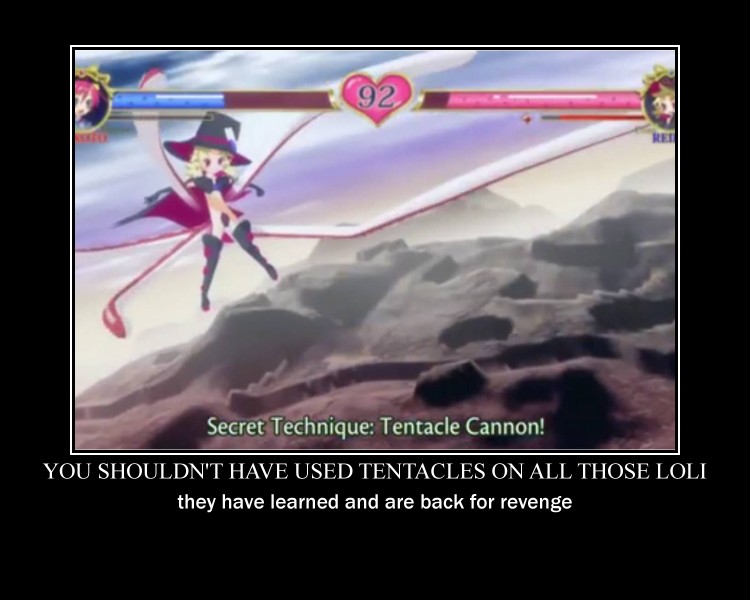 92
Secret Technique: Tentacle Cannon!
YOU SHOULDN'T HAVE USED TENTACLES ON ALL THOSE LOLI
they have learned and are back for revenge